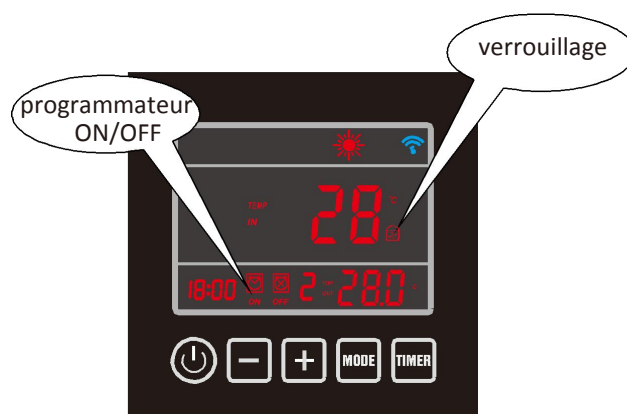 verrouillage
programmateur
ON/OFF
TEMP
IN
28
18:00 ON OFF 2 28.0
MODE TIMER